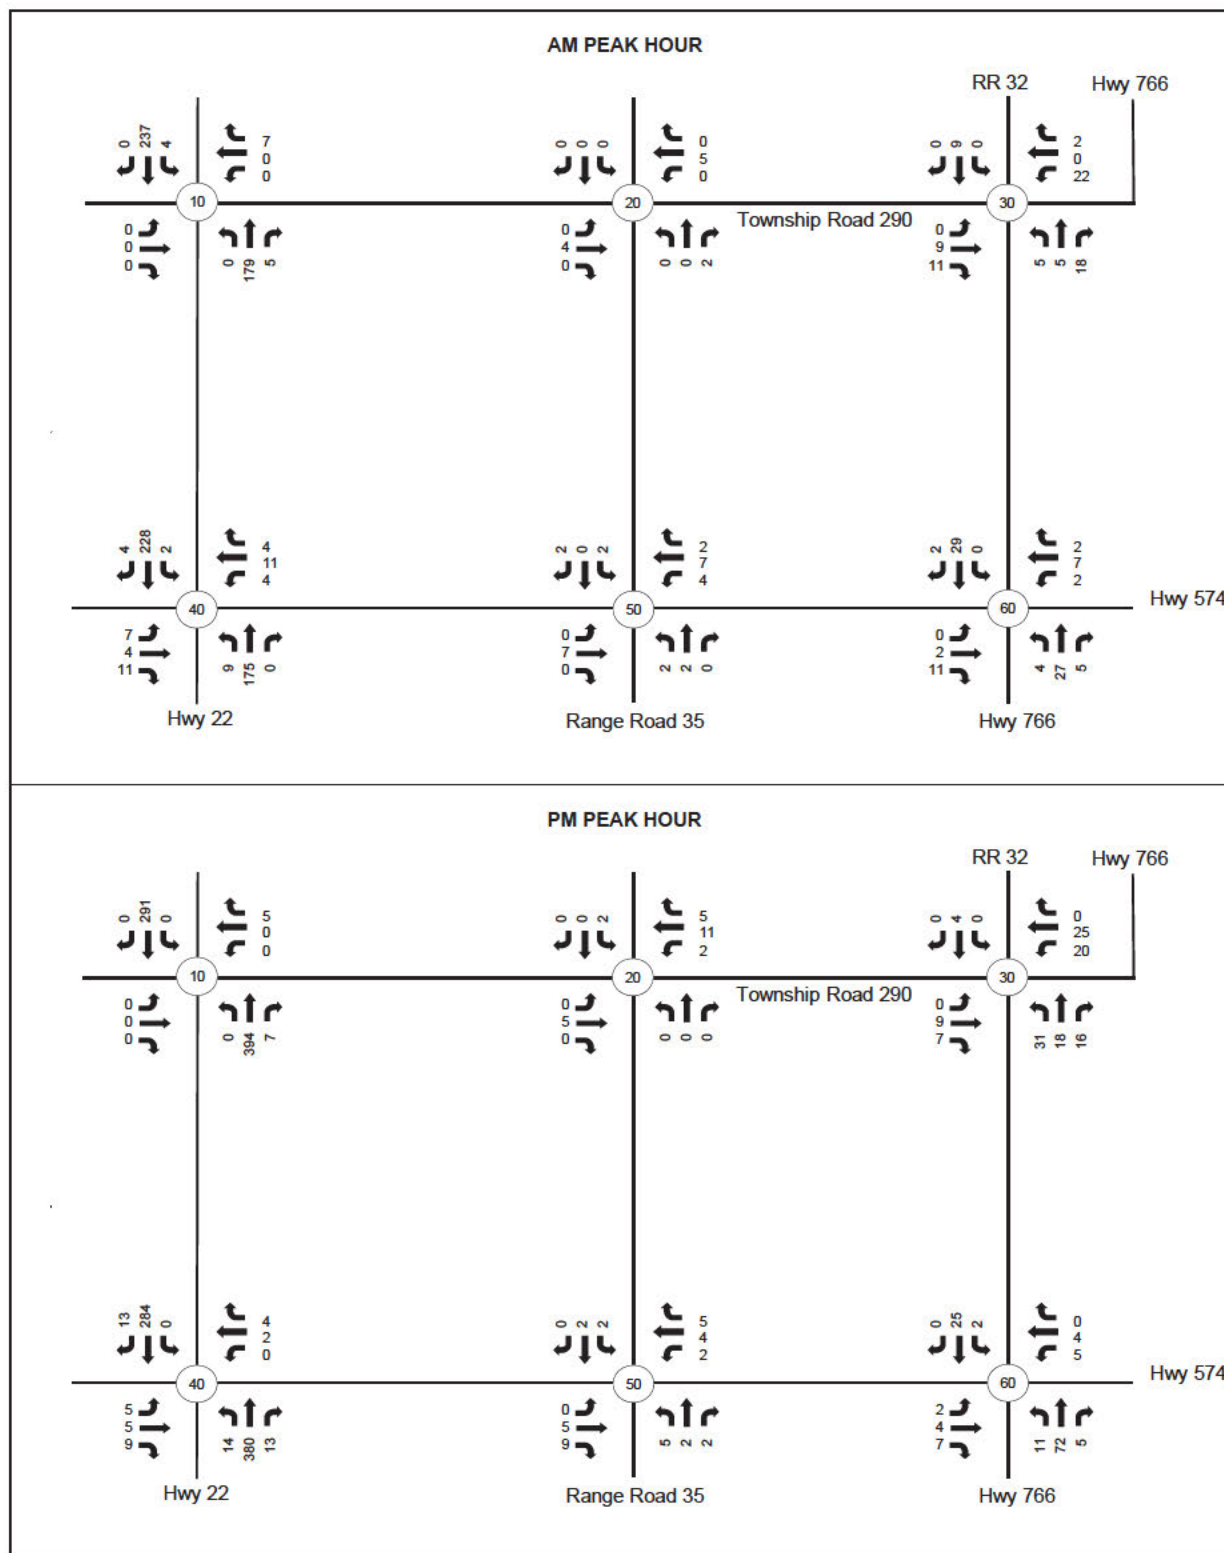 AM PEAK HOUR
RR 32
Hwy 766
0 237 4
7
0
0
0 0 0
0
5
0
0 9 0
2
0
22
10
20
30
Township Road 290
0
0
0
0 179 5
0
4
0
0 0 2
0
9
11
5 5 18
4 228 2
4
11
4
2 0 2
2
7
4
2 29 0
2
7
2
40
50
60
Hwy 574
7
4
11
9 175 0
0
7
0
2 2 0
0
2
11
4 27 5
Hwy 22
Range Road 35
Hwy 766
PM PEAK HOUR
RR 32
Hwy 766
0 291 0
5
0
0
0 0 2
5
11
2
0 4 0
0
25
20
10
20
30
Township Road 290
0
0
0
0 394 7
0
5
0
0 0 0
0
9
7
31 18 16
13 284 0
4
2
0
0 2 2
5
4
2
0 25 2
0
4
5
40
50
60
Hwy 574
5
5
9
14 380 13
0
5
9
5 2 2
2
4
7
11 72 5
Hwy 22
Range Road 35
Hwy 766